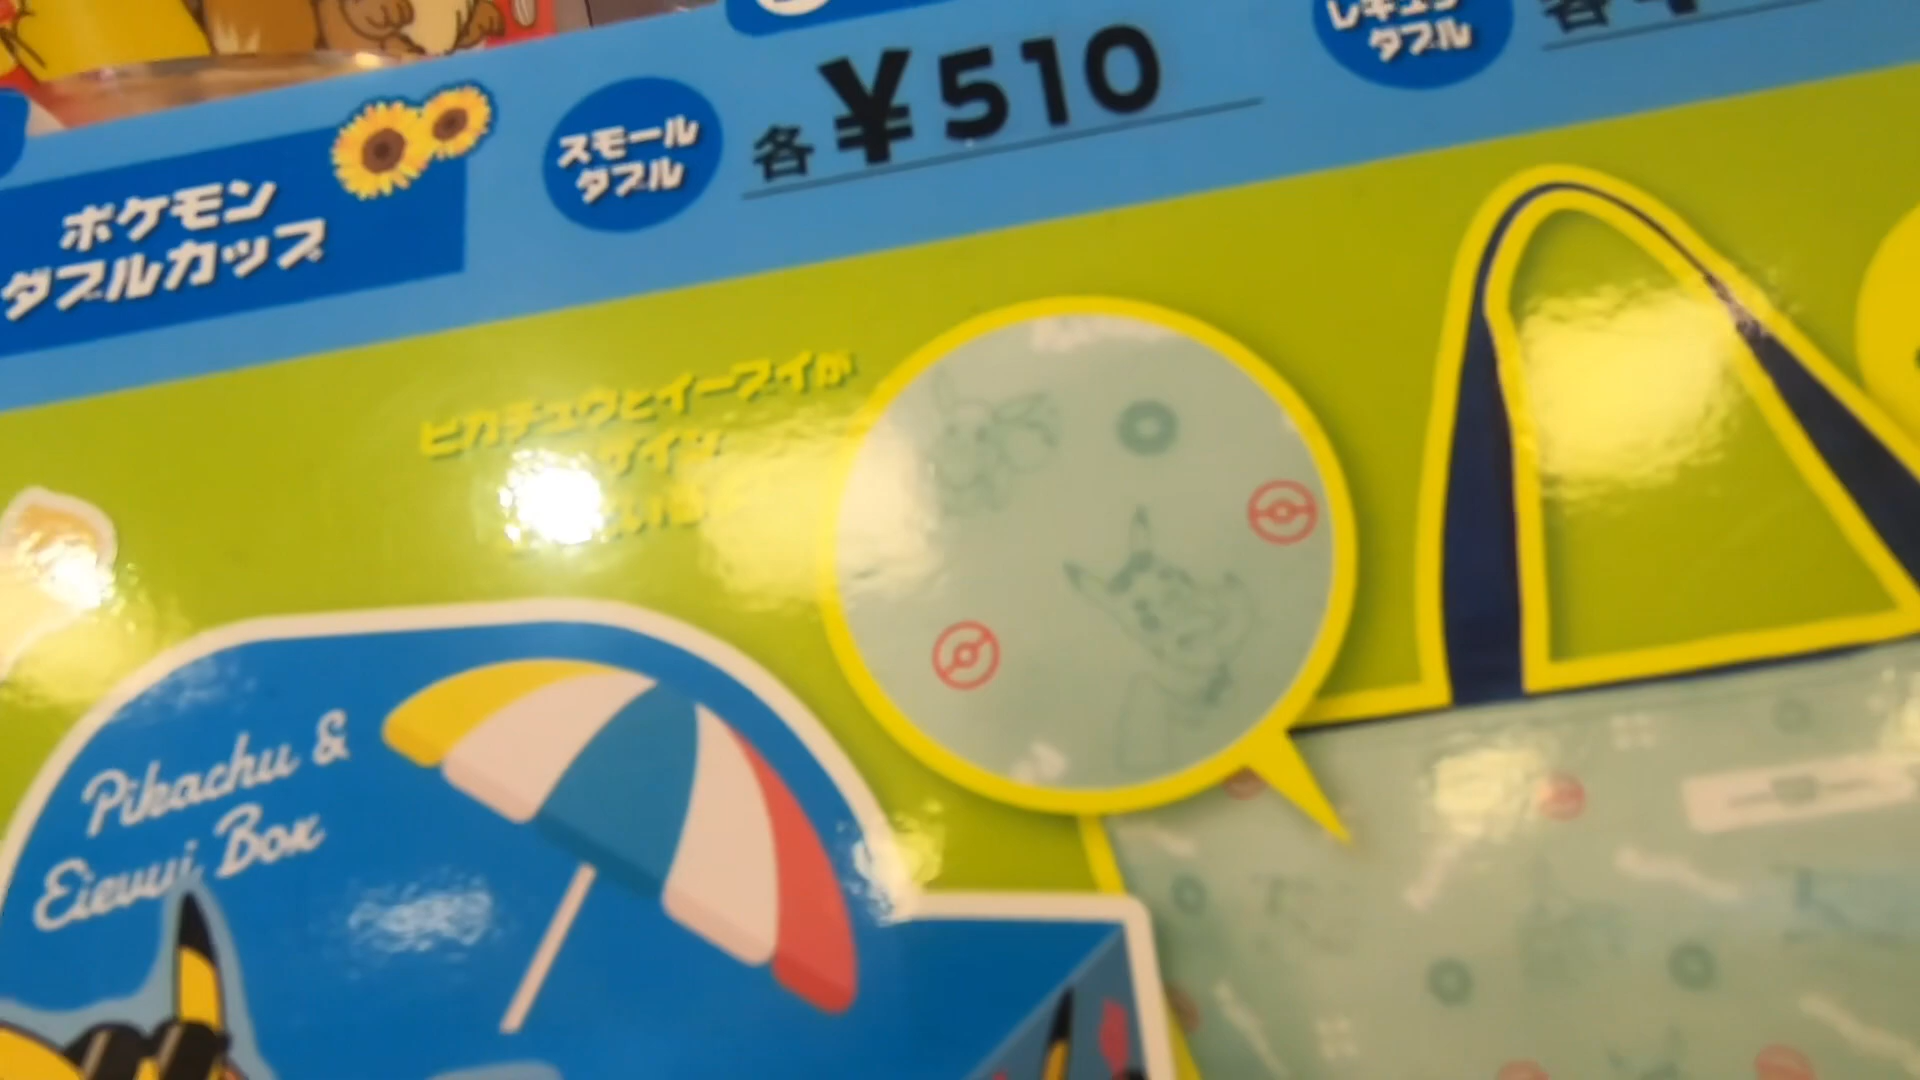 レギュラー
ダブル
各
スモール
ダブル
各 ¥510
ポケモン
ダブルカップ
ピカチュウとイーブイが
Pikachu &
Eievui Box